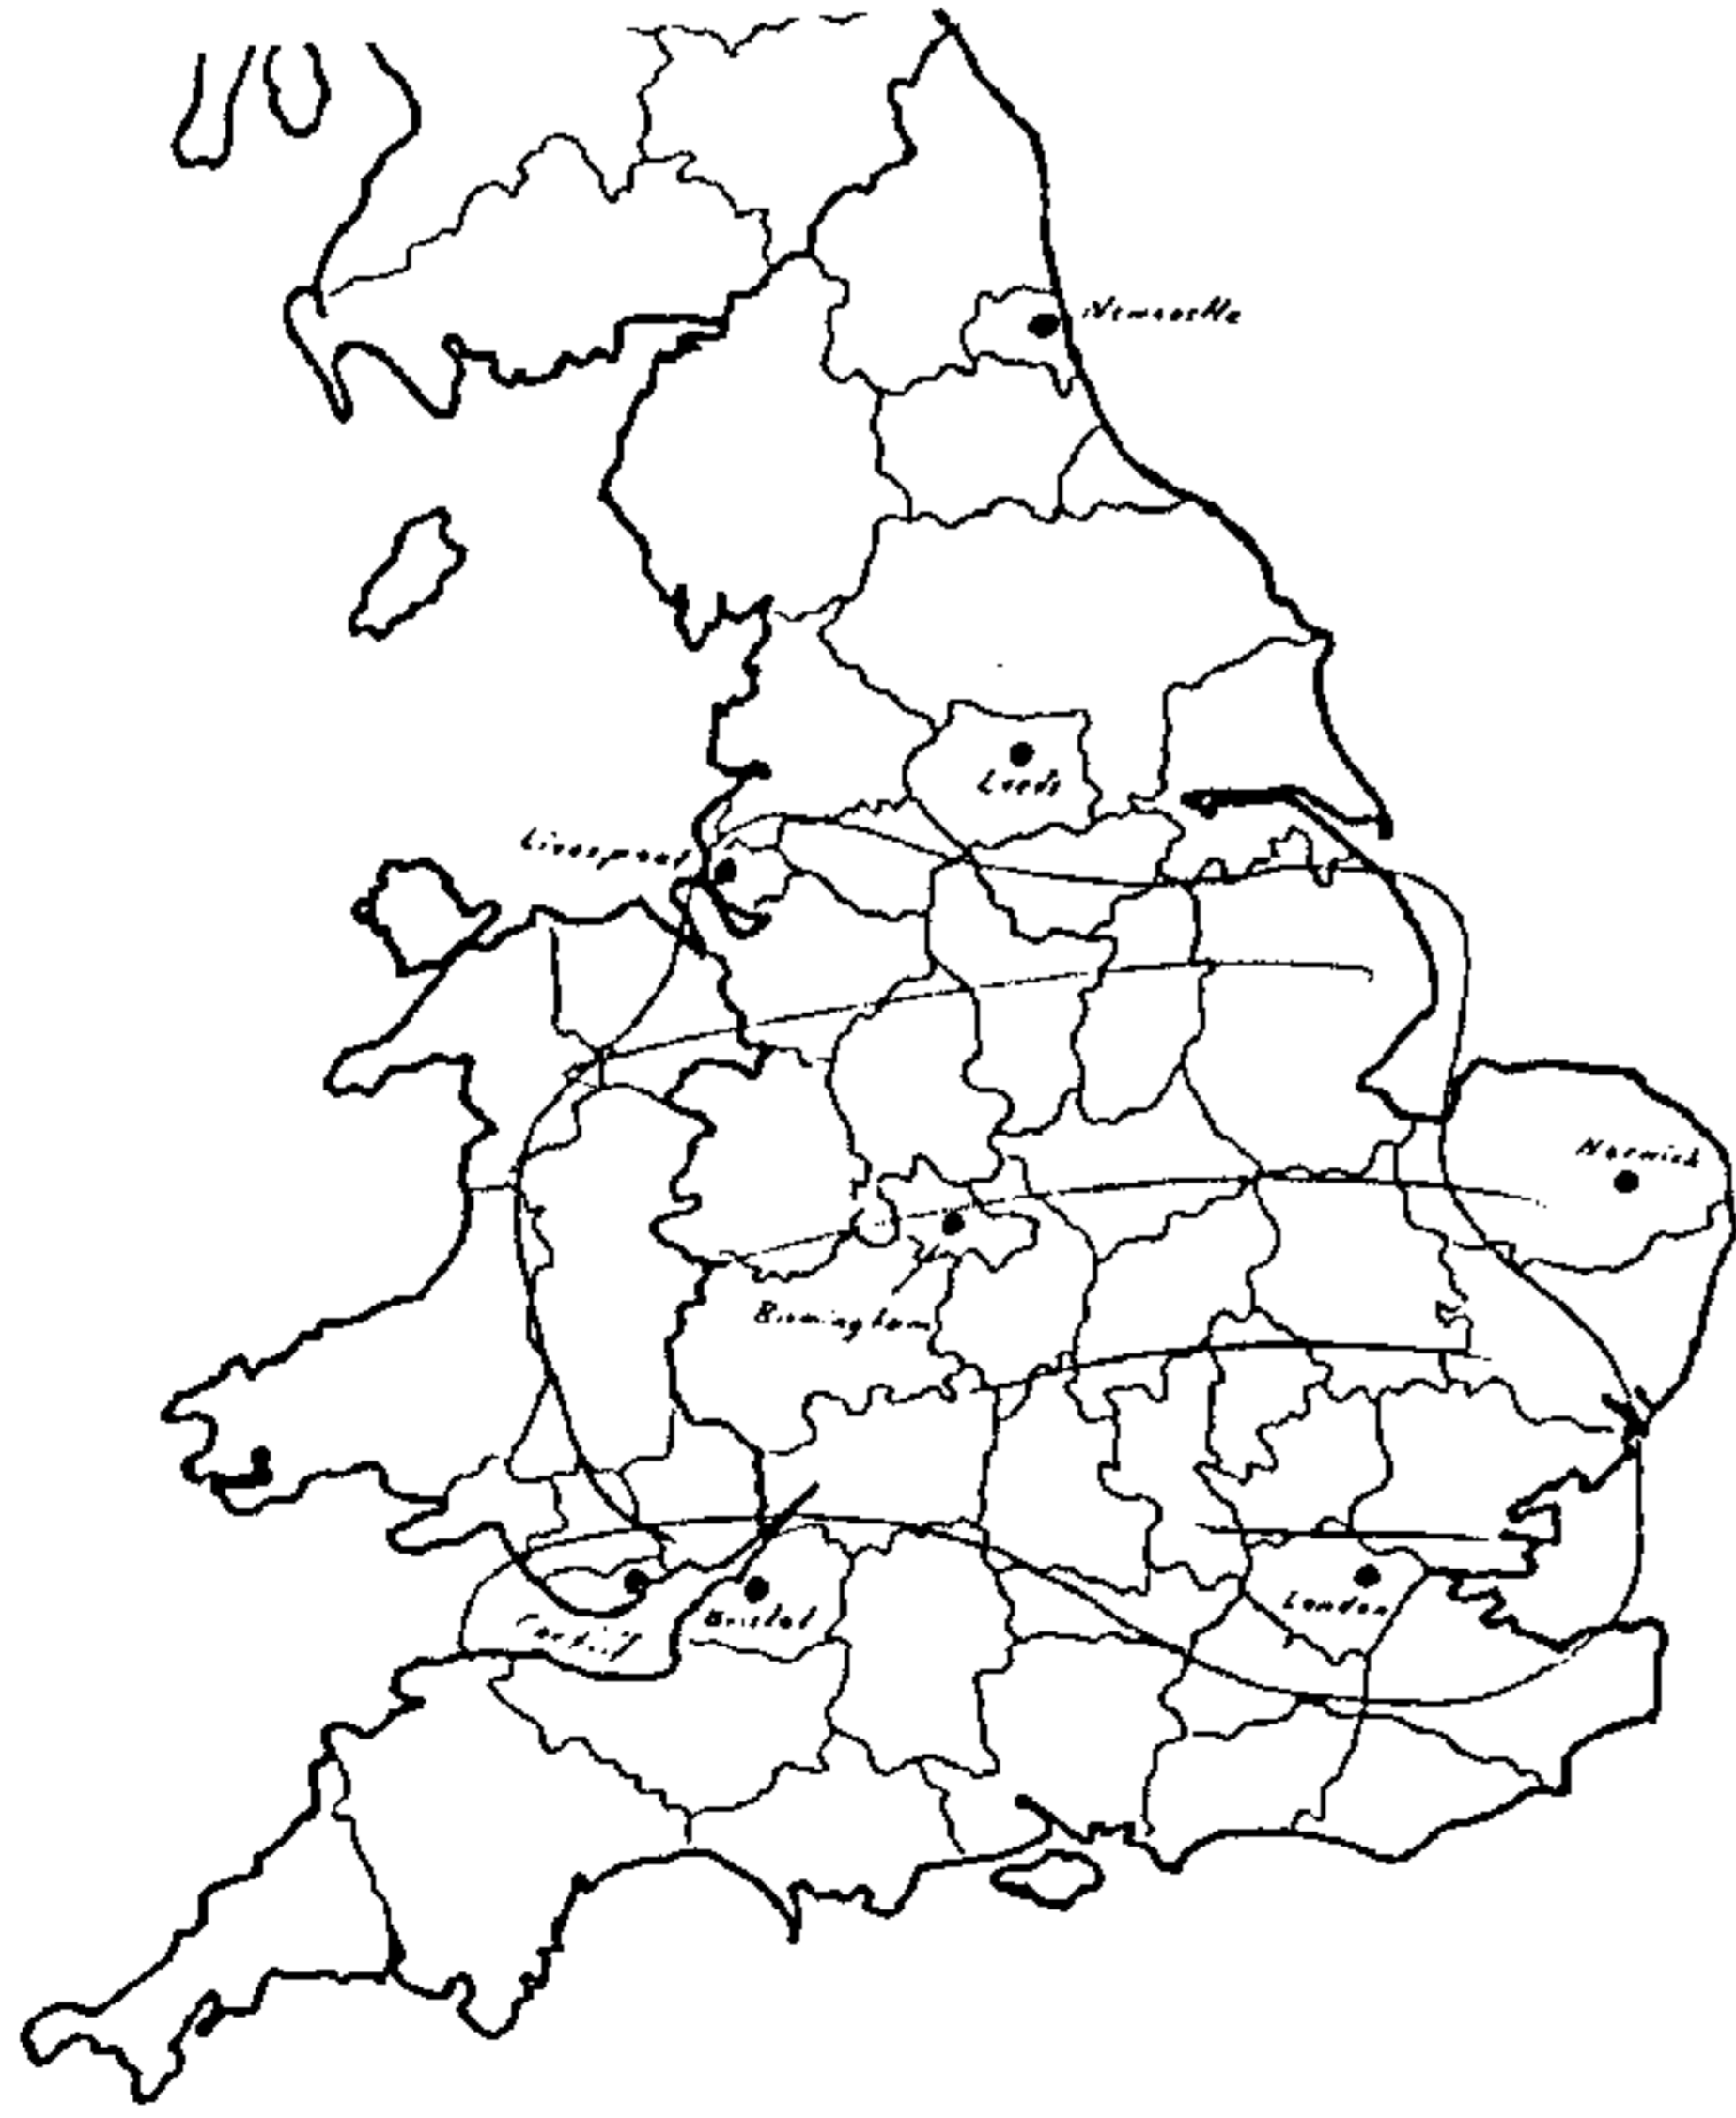 Newcastle
Leeds
Liverpool
Norwich
Birmingham
London
Bristol
Cardiff